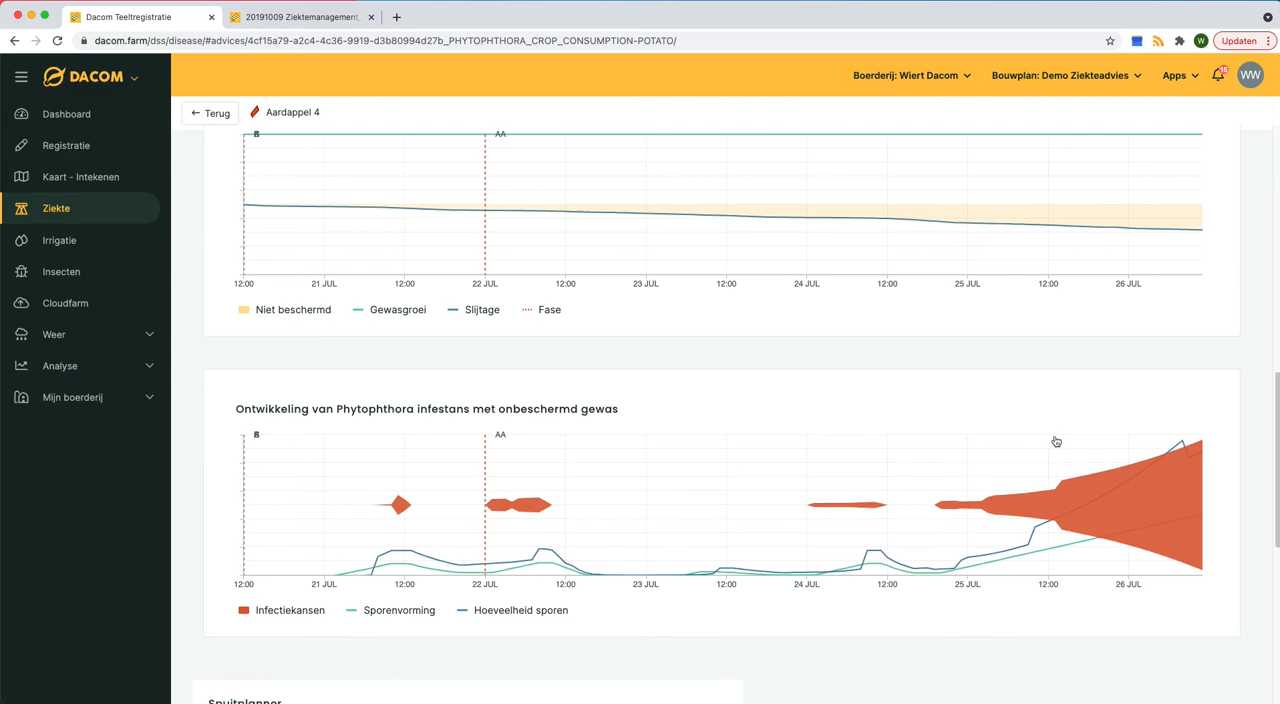 Dacom Teeltregistratie
20191009 Ziektemanagement_
dacom.farm/dss/disease/#advices/4cf15a79-a2c4-4c36-9919-d3b80994d27b_PHYTOPHTHORA_CROP_CONSUMPTION-POTATO/
W
Updaten
DACOM
Boerderij: Wiert Dacom
Bouwplan: Demo Ziekteadvies
Apps
15
WW
Dashboard
Registratie
Kaart - Intekenen
Ziekte
Irrigatie
Insecten
Cloudfarm
Weer
Analyse
Mijn boerderij
Terug
Aardappel 4
AA
12:00 21 JUL 12:00 22 JUL 12:00 23 JUL 12:00 24 JUL 12:00 25 JUL 12:00 26 JUL
Niet beschermd Gewasgroei Slijtage Fase
Ontwikkeling van Phytophthora infestans met onbeschermd gewas
AA
12:00 21 JUL 12:00 22 JUL 12:00 23 JUL 12:00 24 JUL 12:00 25 JUL 12:00 26 JUL
Infectiekansen Sporenvorming Hoeveelheid sporen
Spuitplanner